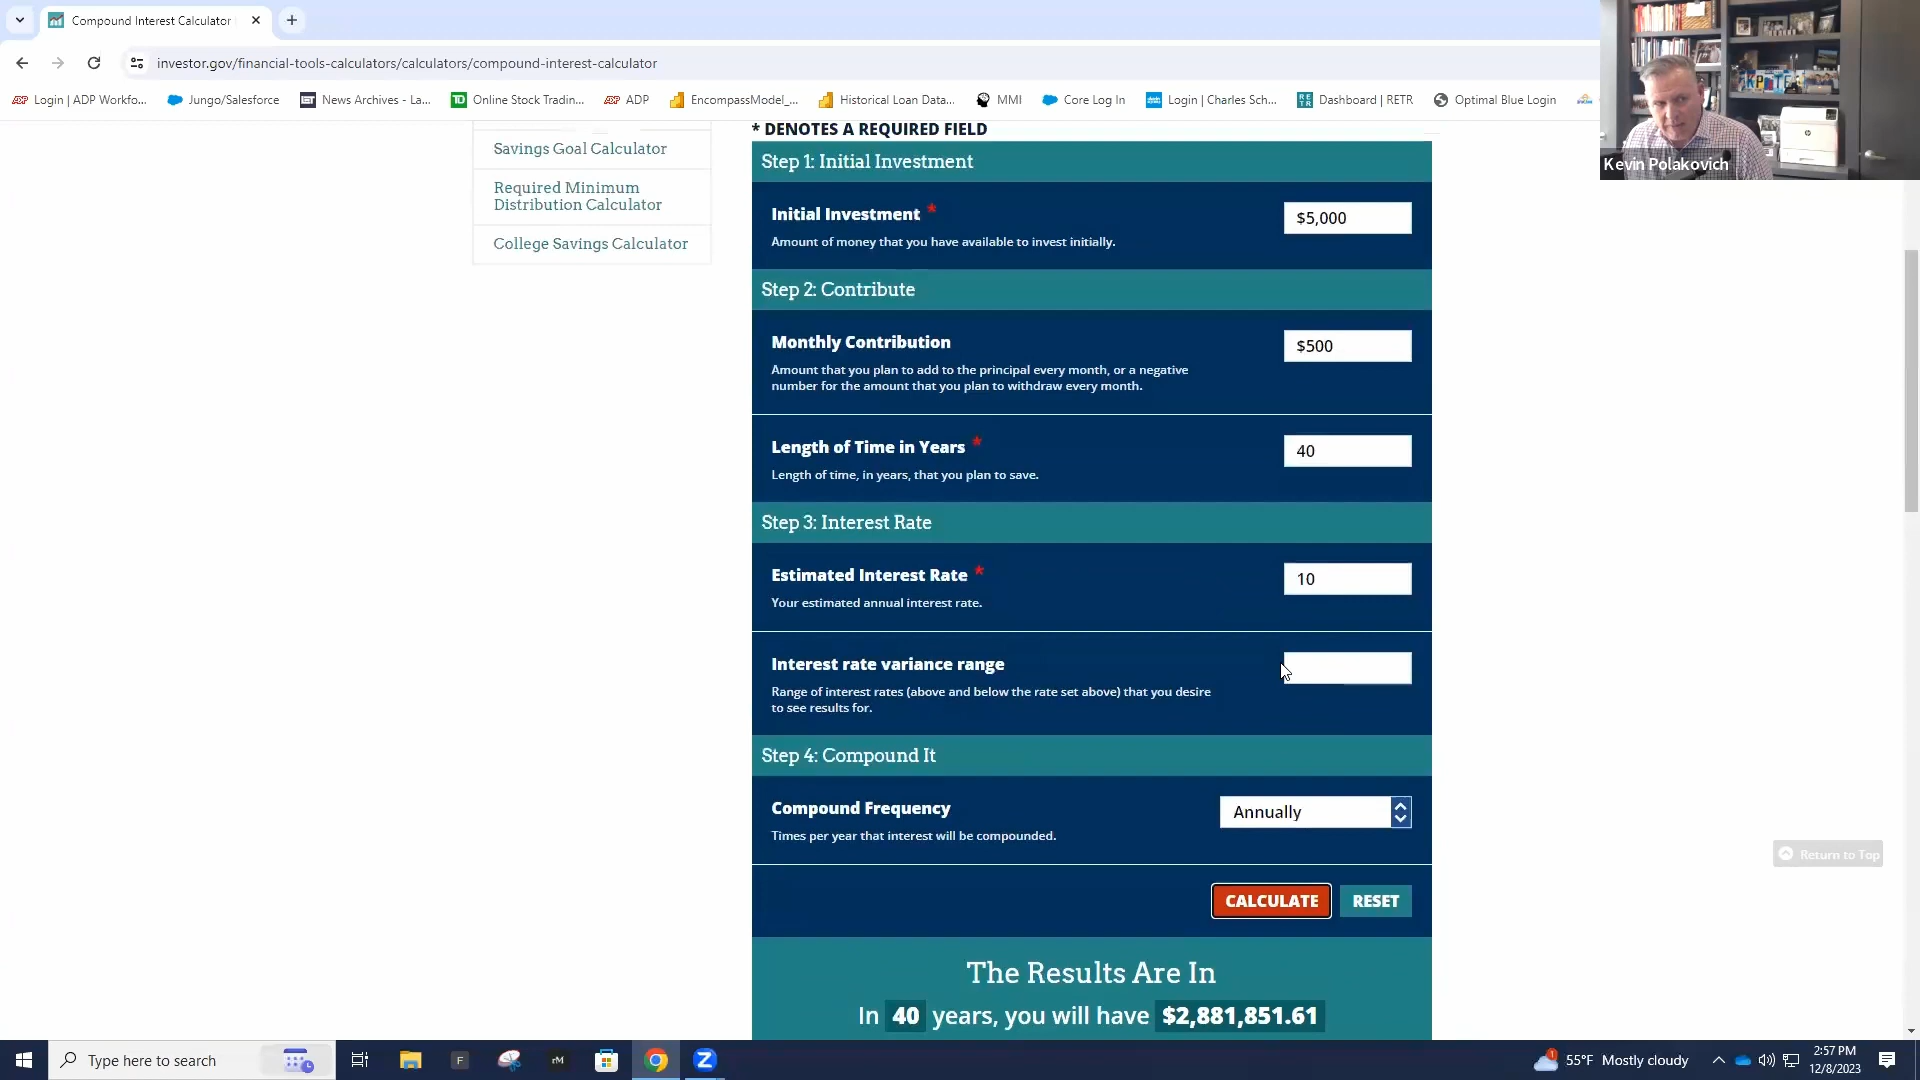 Compound Interest Calculator
investor.gov/financial-tools-calculators/calculators/compound-interest-calculator
Login | ADP Workfo...
Jungo/Salesforce
News Archives - La...
Online Stock Tradin...
ADP
EncompassModel_...
Historical Loan Data...
MMI
Core Log In
Login | Charles Sch...
Dashboard | RETR
Optimal Blue Login
Kevin Polakovich
Savings Goal Calculator
Required Minimum
Distribution Calculator
College Savings Calculator
* DENOTES A REQUIRED FIELD
Step 1: Initial Investment
Initial Investment *
$5,000
Amount of money that you have available to invest initially.
Step 2: Contribute
Monthly Contribution
$500
Amount that you plan to add to the principal every month, or a negative
number for the amount that you plan to withdraw every month.
Length of Time in Years *
40
Length of time, in years, that you plan to save.
Step 3: Interest Rate
Estimated Interest Rate *
10
Your estimated annual interest rate.
Interest rate variance range
Range of interest rates (above and below the rate set above) that you desire
to see results for.
Step 4: Compound It
Compound Frequency
Annually
Times per year that interest will be compounded.
CALCULATE
RESET
Return to Top
The Results Are In
In 40 years, you will have $2,881,851.61
Type here to search
F
rM
55°F Mostly cloudy
2:57 PM
12/8/2023